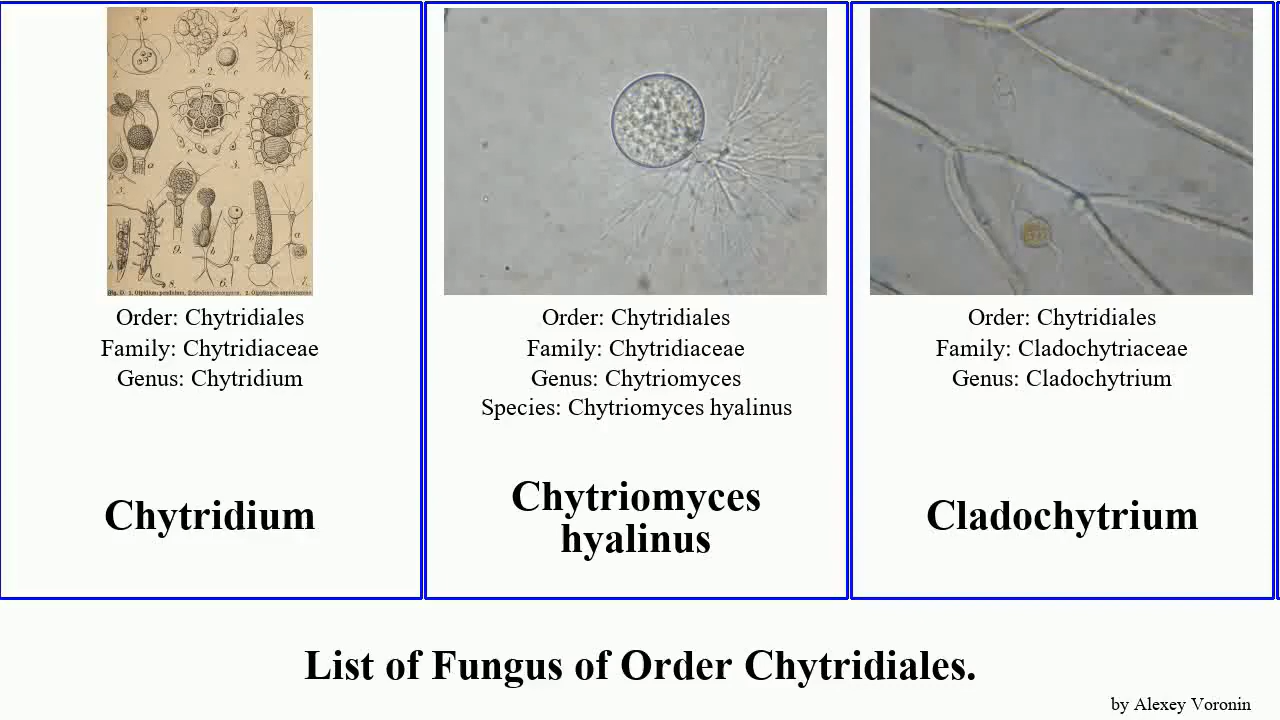 Order: Chytridiales
Family: Chytridiaceae
Genus: Chytridium
Chytridium
Order: Chytridiales
Family: Chytridiaceae
Genus: Chytriomyces
Species: Chytriomyces hyalinus
Chytriomyces
hyalinus
Order: Chytridiales
Family: Cladochytriaceae
Genus: Cladochytrium
Cladochytrium
List of Fungus of Order Chytridiales.
by Alexey Voronin